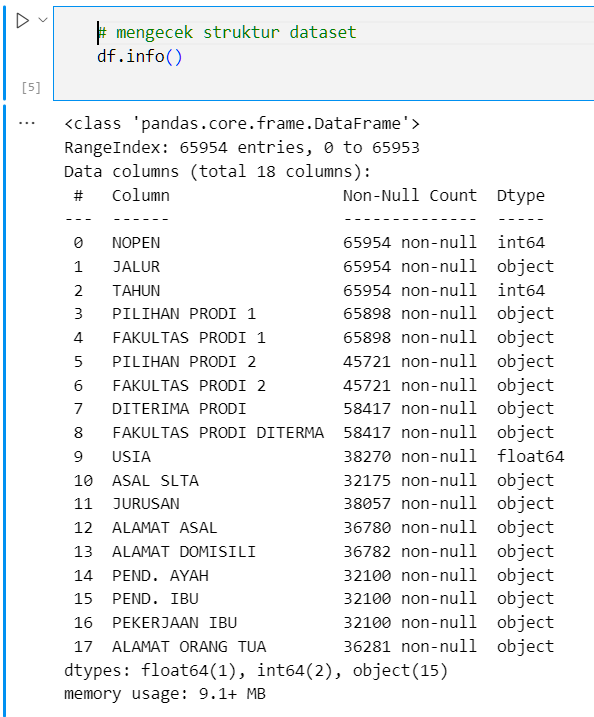 # mengecek struktur dataset
df.info()
[5]
...
<class 'pandas.core.frame.DataFrame'>
RangeIndex: 65954 entries, 0 to 65953
Data columns (total 18 columns):
 #   Column                 Non-Null Count  Dtype
---  ------                 --------------  -----
 0   NOPEN                  65954 non-null  int64
 1   JALUR                  65954 non-null  object
 2   TAHUN                  65954 non-null  int64
 3   PILIHAN PRODI 1        65898 non-null  object
 4   FAKULTAS PRODI 1       65898 non-null  object
 5   PILIHAN PRODI 2        45721 non-null  object
 6   FAKULTAS PRODI 2       45721 non-null  object
 7   DITERIMA PRODI         58417 non-null  object
 8   FAKULTAS PRODI DITERMA 58417 non-null  object
 9   USIA                   38270 non-null  float64
 10  ASAL SLTA              32175 non-null  object
 11  JURUSAN                38057 non-null  object
 12  ALAMAT ASAL            36780 non-null  object
 13  ALAMAT DOMISILI        36782 non-null  object
 14  PEND. AYAH             32100 non-null  object
 15  PEND. IBU              32100 non-null  object
 16  PEKERJAAN IBU          32100 non-null  object
 17  ALAMAT ORANG TUA       36281 non-null  object
dtypes: float64(1), int64(2), object(15)
memory usage: 9.1+ MB